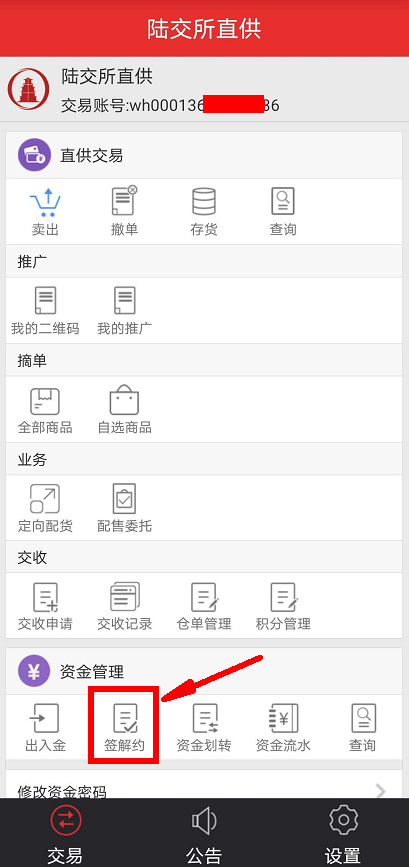 陆交所直供
陆交所直供
交易账号:wh000136 36
直供交易
卖出 撤单 存货 查询
推广
我的二维码 我的推广
摘单
全部商品 自选商品
业务
定向配货 配售委托
交收
交收申请 交收记录 仓单管理 积分管理
资金管理
出入金 签解约 资金划转 资金流水 查询
修改资金密码
交易 公告 设置